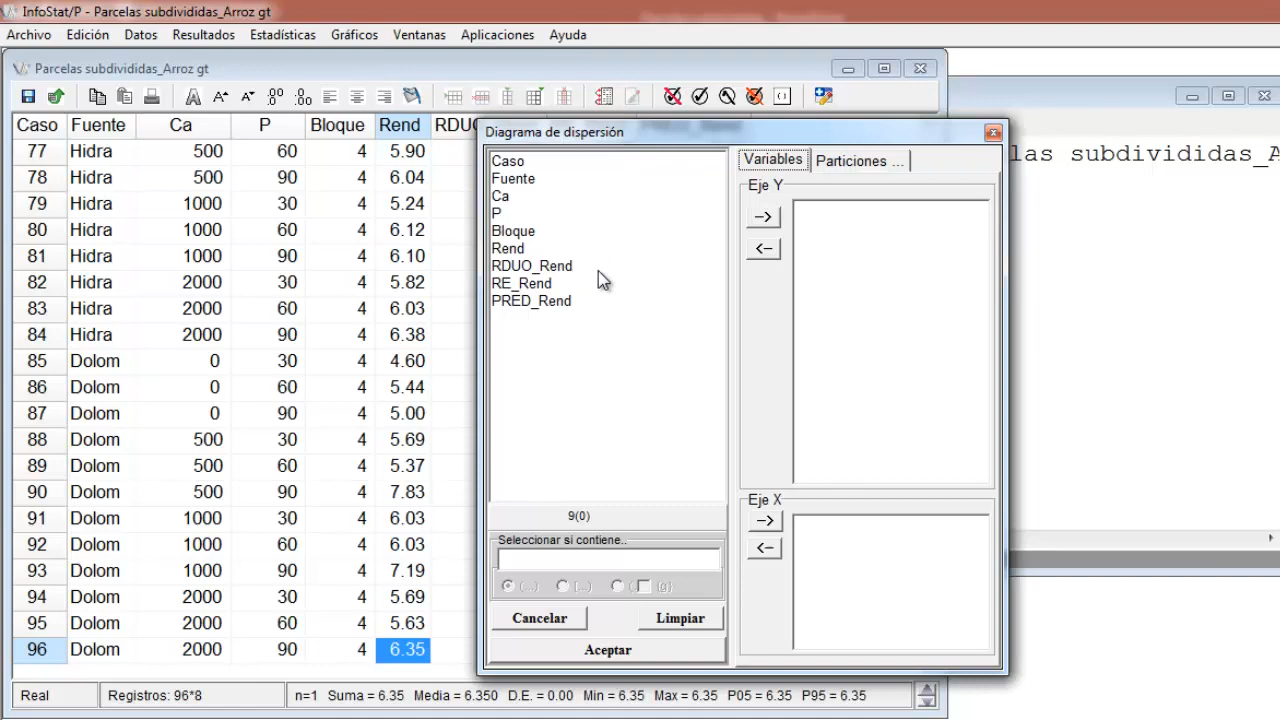 InfoStat/P - Parcelas subdivididas_Arroz gt
Archivo Edición Datos Resultados Estadísticas Gráficos Ventanas Aplicaciones Ayuda
Parcelas subdivididas_Arroz gt
Caso Fuente Ca P Bloque Rend
77 Hidra 500 60 4 5.90
78 Hidra 500 90 4 6.04
79 Hidra 1000 30 4 5.24
80 Hidra 1000 60 4 6.12
81 Hidra 1000 90 4 6.10
82 Hidra 2000 30 4 5.82
83 Hidra 2000 60 4 6.03
84 Hidra 2000 90 4 6.38
85 Dolom 0 30 4 4.60
86 Dolom 0 60 4 5.44
87 Dolom 0 90 4 5.00
88 Dolom 500 30 4 5.69
89 Dolom 500 60 4 5.37
90 Dolom 500 90 4 7.83
91 Dolom 1000 30 4 6.03
92 Dolom 1000 60 4 6.03
93 Dolom 1000 90 4 7.19
94 Dolom 2000 30 4 5.69
95 Dolom 2000 60 4 5.63
96 Dolom 2000 90 4 6.35
Real Registros: 96*8 n=1 Suma = 6.35 Media = 6.350 D.E. = 0.00 Min = 6.35 Max = 6.35 P05 = 6.35 P95 = 6.35
Diagrama de dispersión
Caso
Fuente
Ca
P
Bloque
Rend
RDUO_Rend
RE_Rend
PRED_Rend
9(0)
Seleccionar si contiene..
(...) [...) (. [g]
Cancelar Limpiar
Aceptar
Variables Particiones ...
Eje Y
-->
<--
Eje X
-->
<--
las subdivididas_A